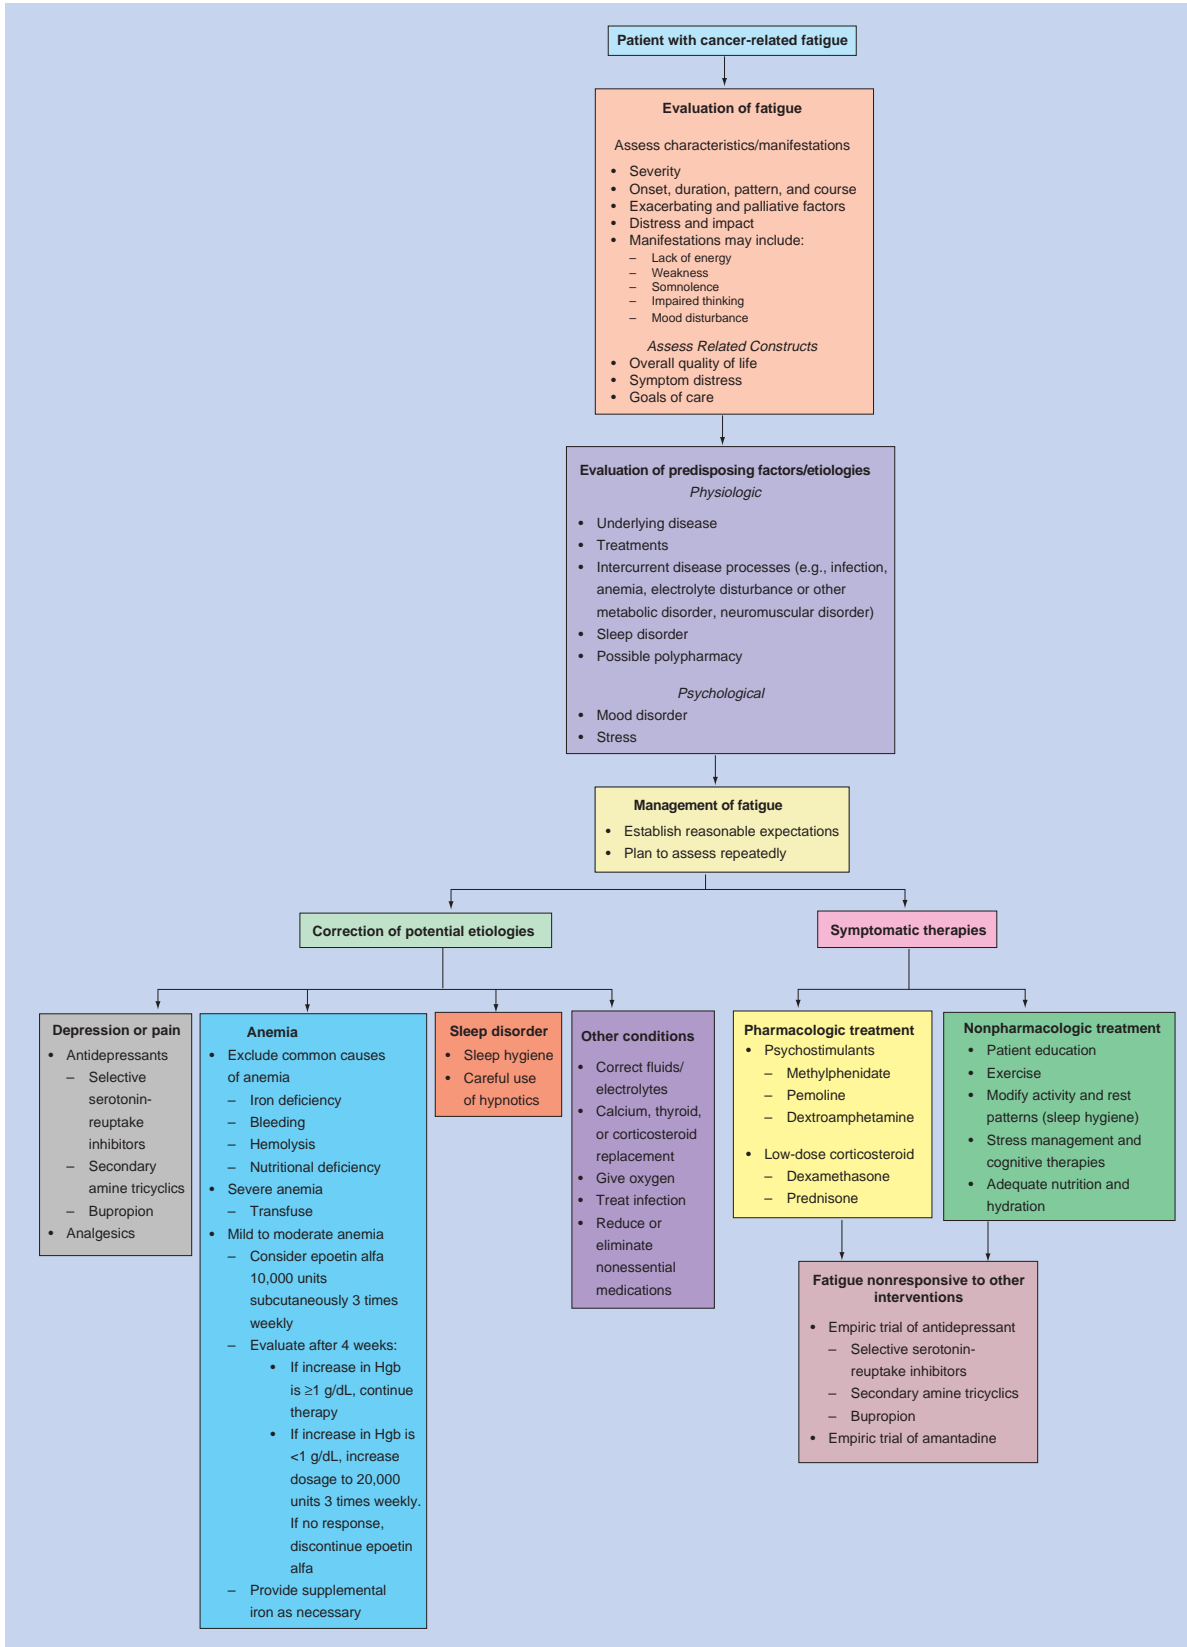 Patient with cancer-related fatigue
Evaluation of fatigue
Assess characteristics/manifestations
• Severity
• Onset, duration, pattern, and course
• Exacerbating and palliative factors
• Distress and impact
• Manifestations may include:
– Lack of energy
– Weakness
– Somnolence
– Impaired thinking
– Mood disturbance
Assess Related Constructs
• Overall quality of life
• Symptom distress
• Goals of care
Evaluation of predisposing factors/etiologies
Physiologic
• Underlying disease
• Treatments
• Intercurrent disease processes (e.g., infection,
anemia, electrolyte disturbance or other
metabolic disorder, neuromuscular disorder)
• Sleep disorder
• Possible polypharmacy
Psychological
• Mood disorder
• Stress
Management of fatigue
• Establish reasonable expectations
• Plan to assess repeatedly
Correction of potential etiologies
Symptomatic therapies
Depression or pain
• Antidepressants
– Selective
serotonin-
reuptake
inhibitors
– Secondary
amine tricyclics
– Bupropion
• Analgesics
Anemia
• Exclude common causes
of anemia
– Iron deficiency
– Bleeding
– Hemolysis
– Nutritional deficiency
• Severe anemia
– Transfuse
• Mild to moderate anemia
– Consider epoetin alfa
10,000 units
subcutaneously 3 times
weekly
– Evaluate after 4 weeks:
• If increase in Hgb
is ≥1 g/dL, continue
therapy
• If increase in Hgb is
<1 g/dL, increase
dosage to 20,000
units 3 times weekly.
If no response,
discontinue epoetin
alfa
– Provide supplemental
iron as necessary
Sleep disorder
• Sleep hygiene
• Careful use
of hypnotics
Other conditions
• Correct fluids/
electrolytes
• Calcium, thyroid,
or corticosteroid
replacement
• Give oxygen
• Treat infection
• Reduce or
eliminate
nonessential
medications
Pharmacologic treatment
• Psychostimulants
– Methylphenidate
– Pemoline
– Dextroamphetamine
• Low-dose corticosteroid
– Dexamethasone
– Prednisone
Nonpharmacologic treatment
• Patient education
• Exercise
• Modify activity and rest
patterns (sleep hygiene)
• Stress management and
cognitive therapies
• Adequate nutrition and
hydration
Fatigue nonresponsive to other
interventions
• Empiric trial of antidepressant
– Selective serotonin-
reuptake inhibitors
– Secondary amine tricyclics
– Bupropion
• Empiric trial of amantadine